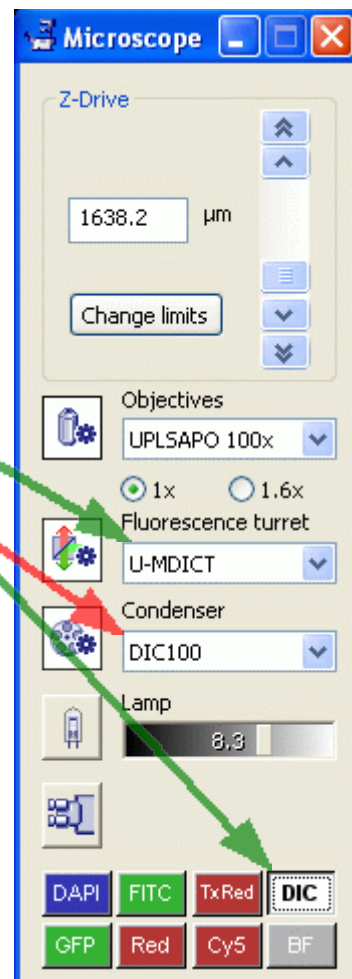 Microscope
Z-Drive
1638.2 µm
Change limits
Objectives
UPLSAPO 100x
1x 1.6x
Fluorescence turret
U-MDICT
Condenser
DIC100
Lamp
8.3
DAPI FITC TxRed DIC
GFP Red Cy5 BF